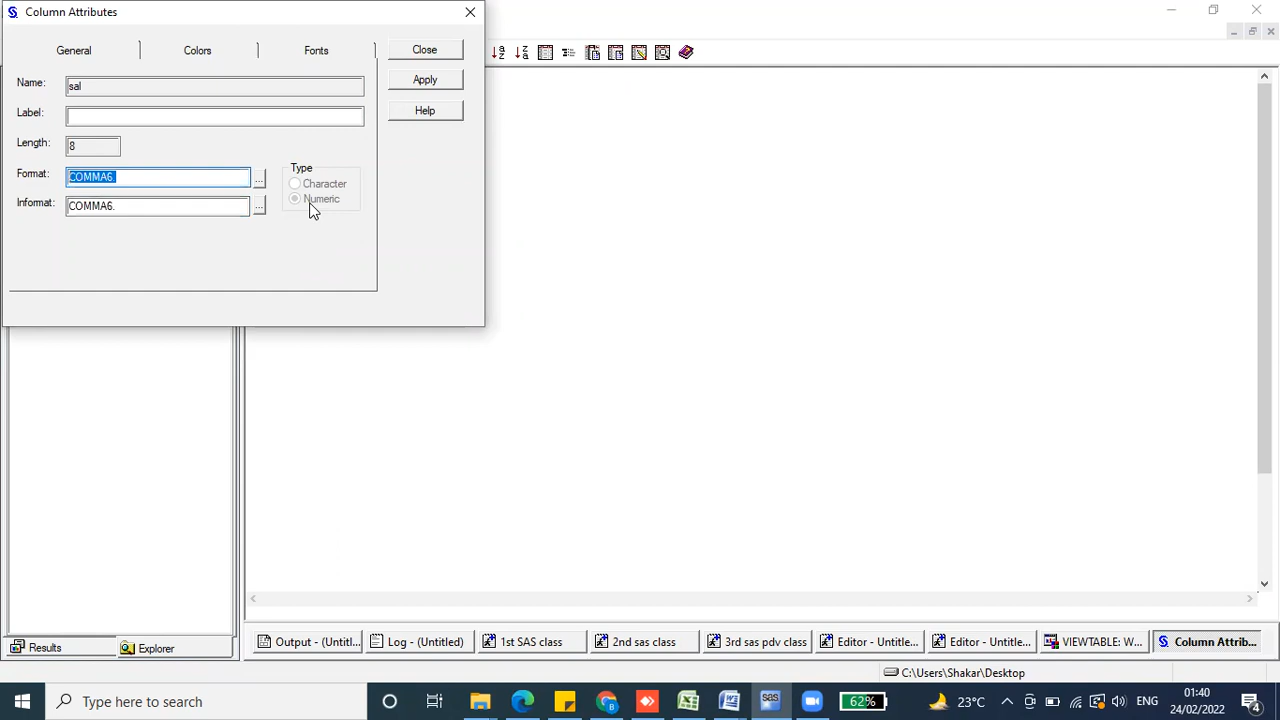 Column Attributes
General Colors Fonts Close
Name: sal Apply
Label: Help
Length: 8
Format: COMMA6.
Informat: COMMA6.
Type
Character
Numeric
Results Explorer
Output - (Untitl... Log - (Untitled) 1st SAS class 2nd sas class 3rd sas pdv class Editor - Untitle... Editor - Untitle... VIEWTABLE: W... Column Attrib...
C:\Users\Shakar\Desktop
Type here to search 62% 23°C ENG 01:40
24/02/2022 4